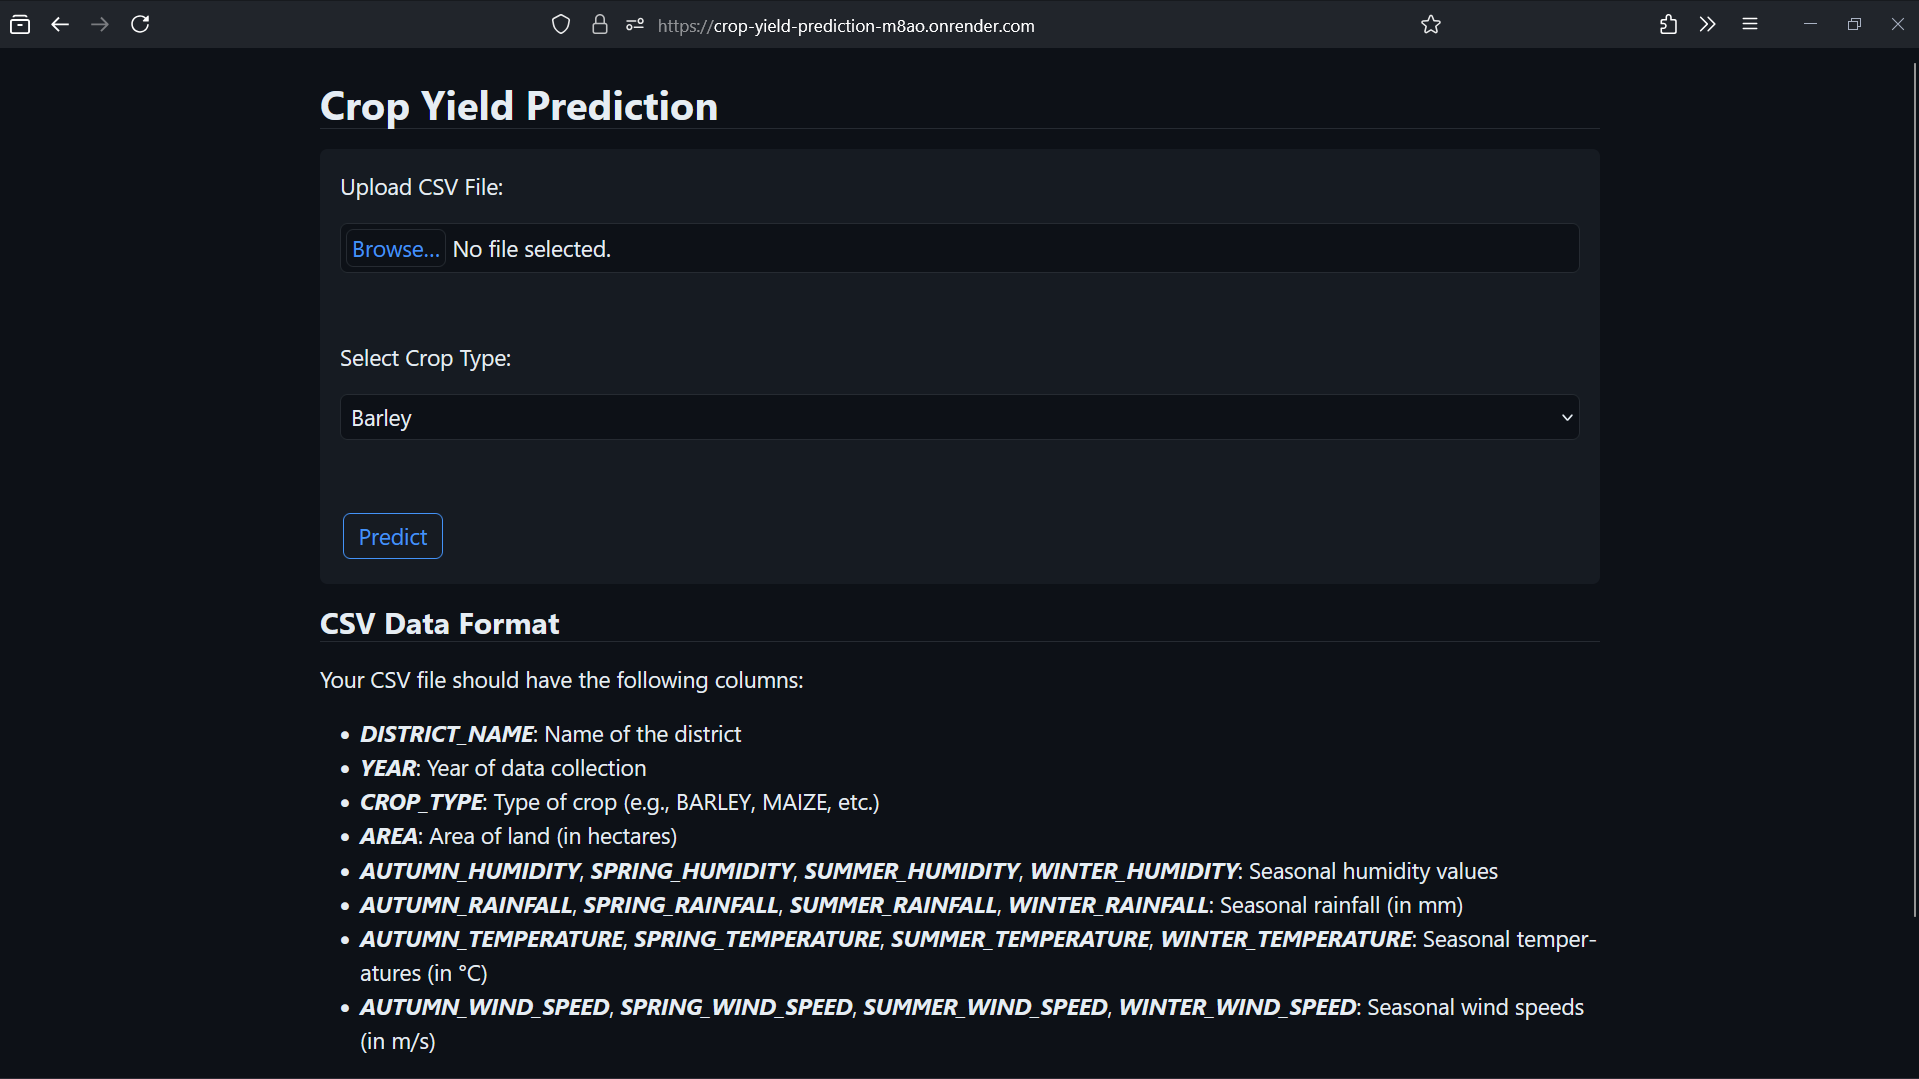 https://crop-yield-prediction-m8ao.onrender.com
Crop Yield Prediction
Upload CSV File:
Browse... No file selected.
Select Crop Type:
Barley
Predict
CSV Data Format
Your CSV file should have the following columns:
• DISTRICT_NAME: Name of the district
• YEAR: Year of data collection
• CROP_TYPE: Type of crop (e.g., BARLEY, MAIZE, etc.)
• AREA: Area of land (in hectares)
• AUTUMN_HUMIDITY, SPRING_HUMIDITY, SUMMER_HUMIDITY, WINTER_HUMIDITY: Seasonal humidity values
• AUTUMN_RAINFALL, SPRING_RAINFALL, SUMMER_RAINFALL, WINTER_RAINFALL: Seasonal rainfall (in mm)
• AUTUMN_TEMPERATURE, SPRING_TEMPERATURE, SUMMER_TEMPERATURE, WINTER_TEMPERATURE: Seasonal temper-
atures (in °C)
• AUTUMN_WIND_SPEED, SPRING_WIND_SPEED, SUMMER_WIND_SPEED, WINTER_WIND_SPEED: Seasonal wind speeds
(in m/s)